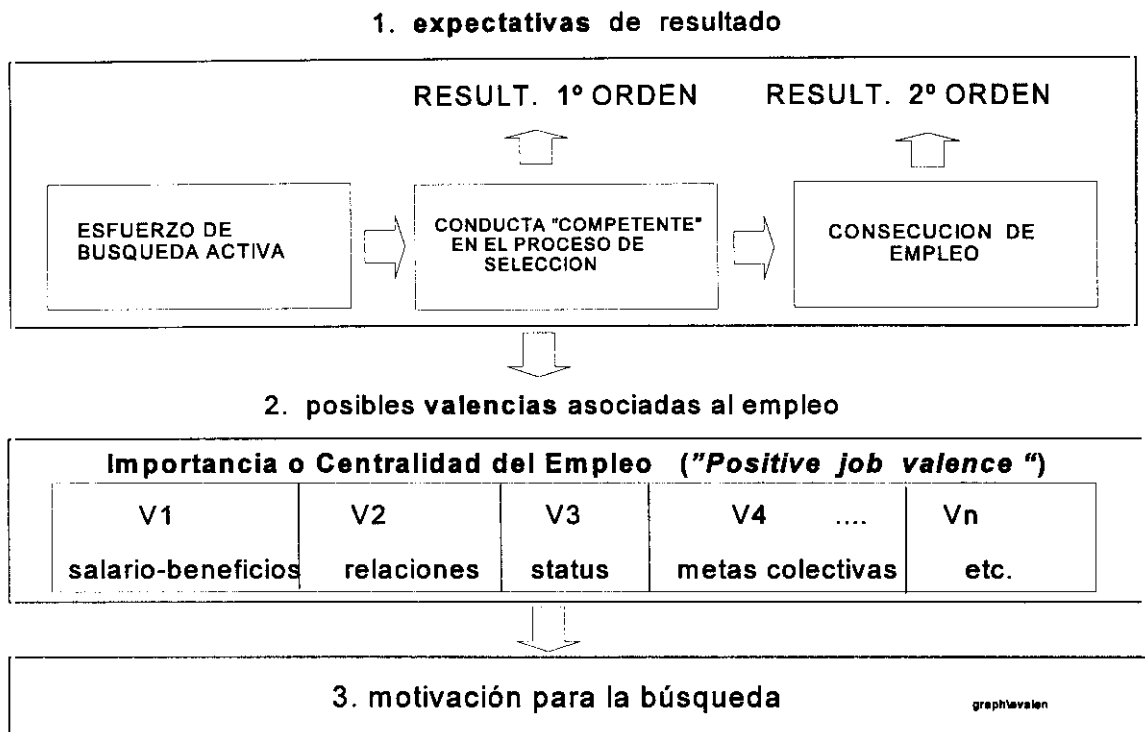 1. expectativas de resultado
RESULT. 1º ORDEN RESULT. 2º ORDEN
ESFUERZO DE
BUSQUEDA ACTIVA
CONDUCTA "COMPETENTE"
EN EL PROCESO DE
SELECCION
CONSECUCION DE
EMPLEO
2. posibles valencias asociadas al empleo
Importancia o Centralidad del Empleo ("Positive job valence")
V1 V2 V3 V4 .... Vn
salario-beneficios relaciones status metas colectivas etc.
3. motivación para la búsqueda
graph\avalen